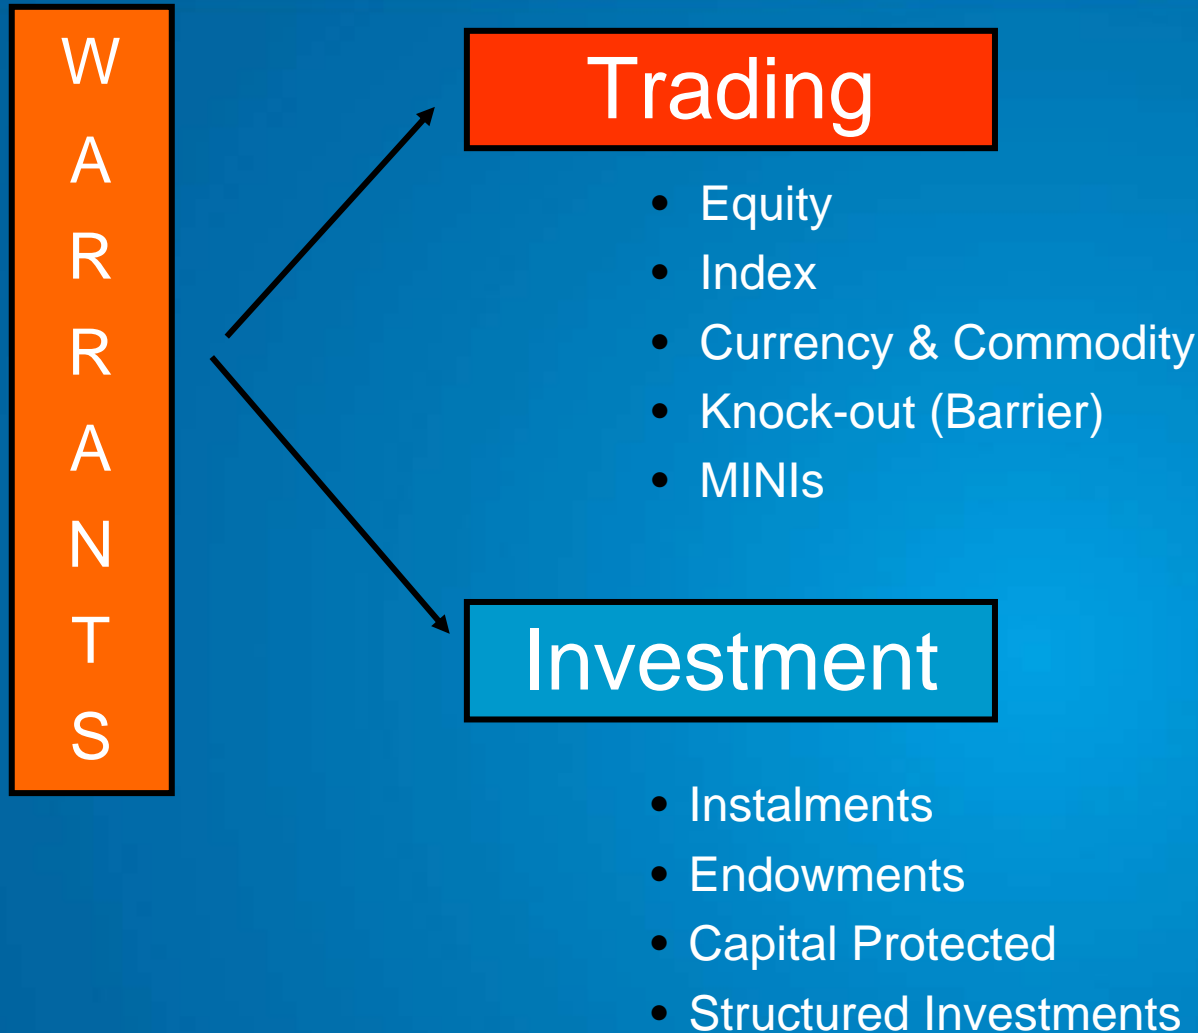 W
A
R
R
A
N
T
S
Trading
• Equity
• Index
• Currency & Commodity
• Knock-out (Barrier)
• MINIs
Investment
• Instalments
• Endowments
• Capital Protected
• Structured Investments